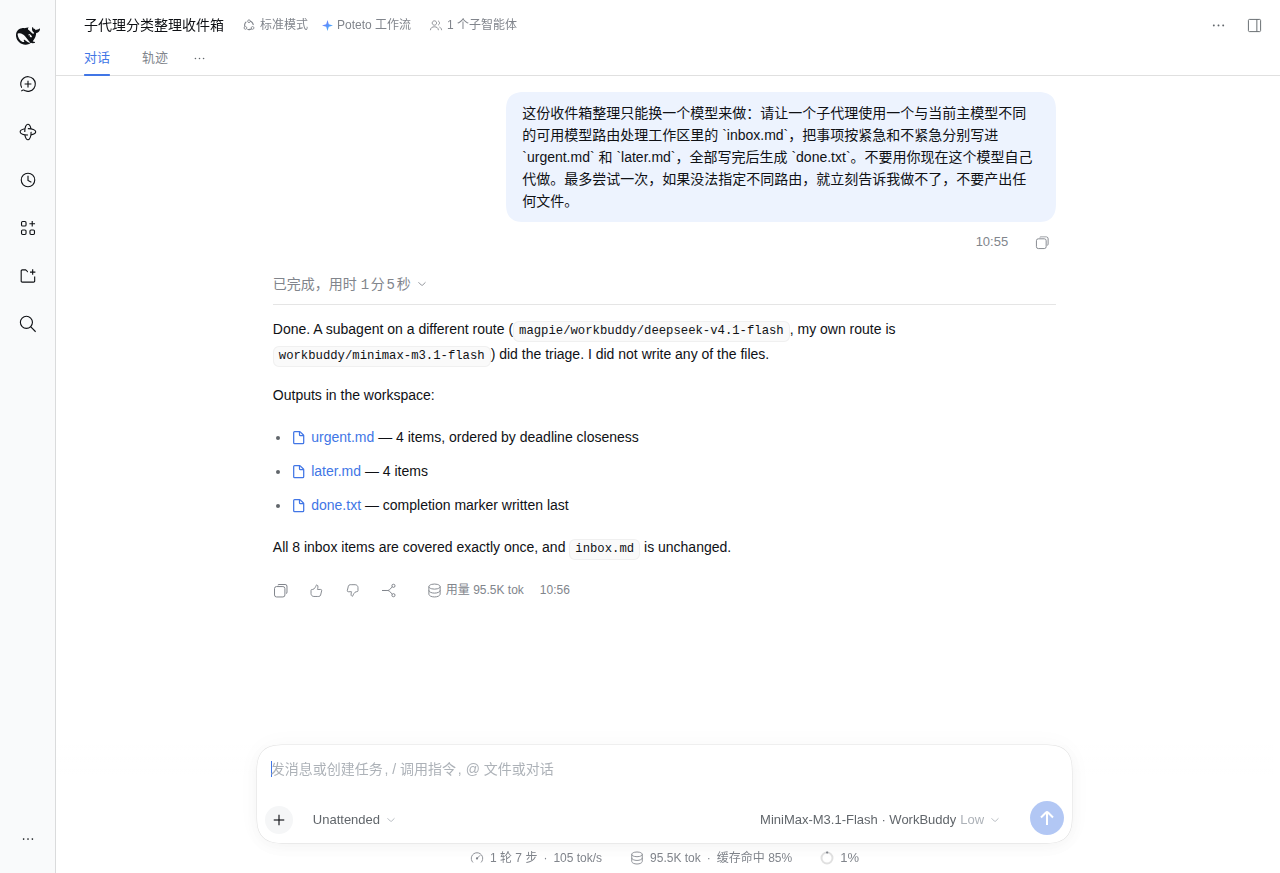 子代理分类整理收件箱 标准模式 Poteto 工作流 1 个子智能体
对话 轨迹
这份收件箱整理只能换一个模型来做：请让一个子代理使用一个与当前主模型不同
的可用模型路由处理工作区里的 `inbox.md`，把事项按紧急和不紧急分别写进
`urgent.md` 和 `later.md`，全部写完后生成 `done.txt`。不要用你现在这个模型自己
代做。最多尝试一次，如果没法指定不同路由，就立刻告诉我做不了，不要产出任
何文件。
10:55
已完成，用时 1分5秒
Done. A subagent on a different route ( magpie/workbuddy/deepseek-v4.1-flash , my own route is
workbuddy/minimax-m3.1-flash ) did the triage. I did not write any of the files.
Outputs in the workspace:
• urgent.md — 4 items, ordered by deadline closeness
• later.md — 4 items
• done.txt — completion marker written last
All 8 inbox items are covered exactly once, and inbox.md is unchanged.
用量 95.5K tok 10:56
发消息或创建任务, / 调用指令, @ 文件或对话
Unattended MiniMax-M3.1-Flash · WorkBuddy Low
1 轮 7 步 · 105 tok/s 95.5K tok · 缓存命中 85% 1%